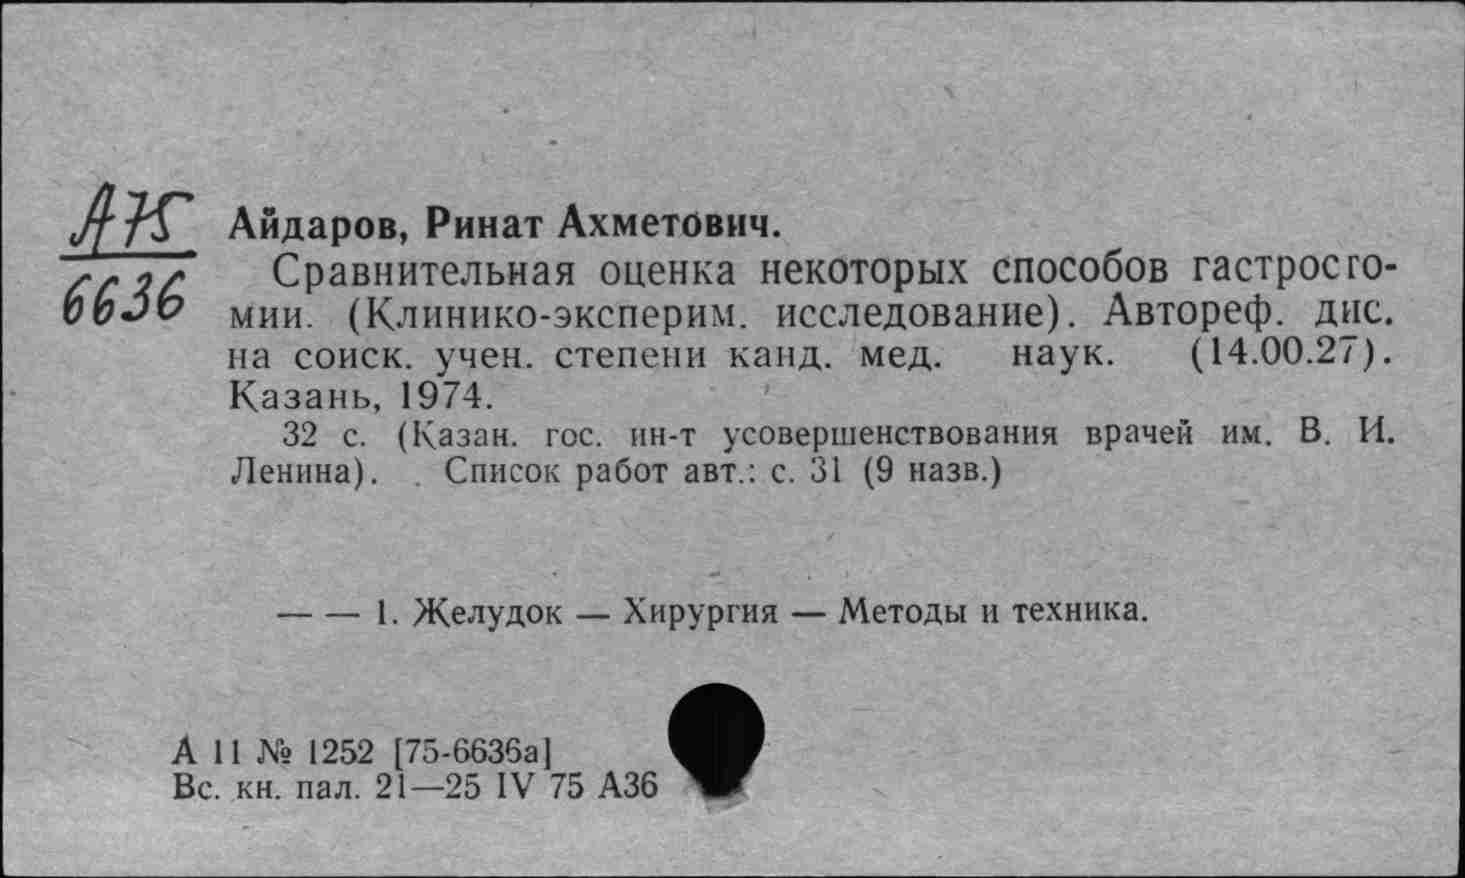 АК
6636
Айдаров, Ринат Ахметович.
Сравнительная оценка некоторых способов гастросто-
мии. (Клинико-эксперим. исследование). Автореф. дис.
на соиск. учен. степени канд. мед. наук. (14.00.27).
Казань, 1974.
32 с. (Казан. гос. ин-т усовершенствования врачей им. В. И.
Ленина). . Список работ авт.: с. 31 (9 назв.)
— — 1. Желудок — Хирургия — Методы и техника.
А 11 № 1252 [75-6636а]
Вс. кн. пал. 21—25 IV 75 А36